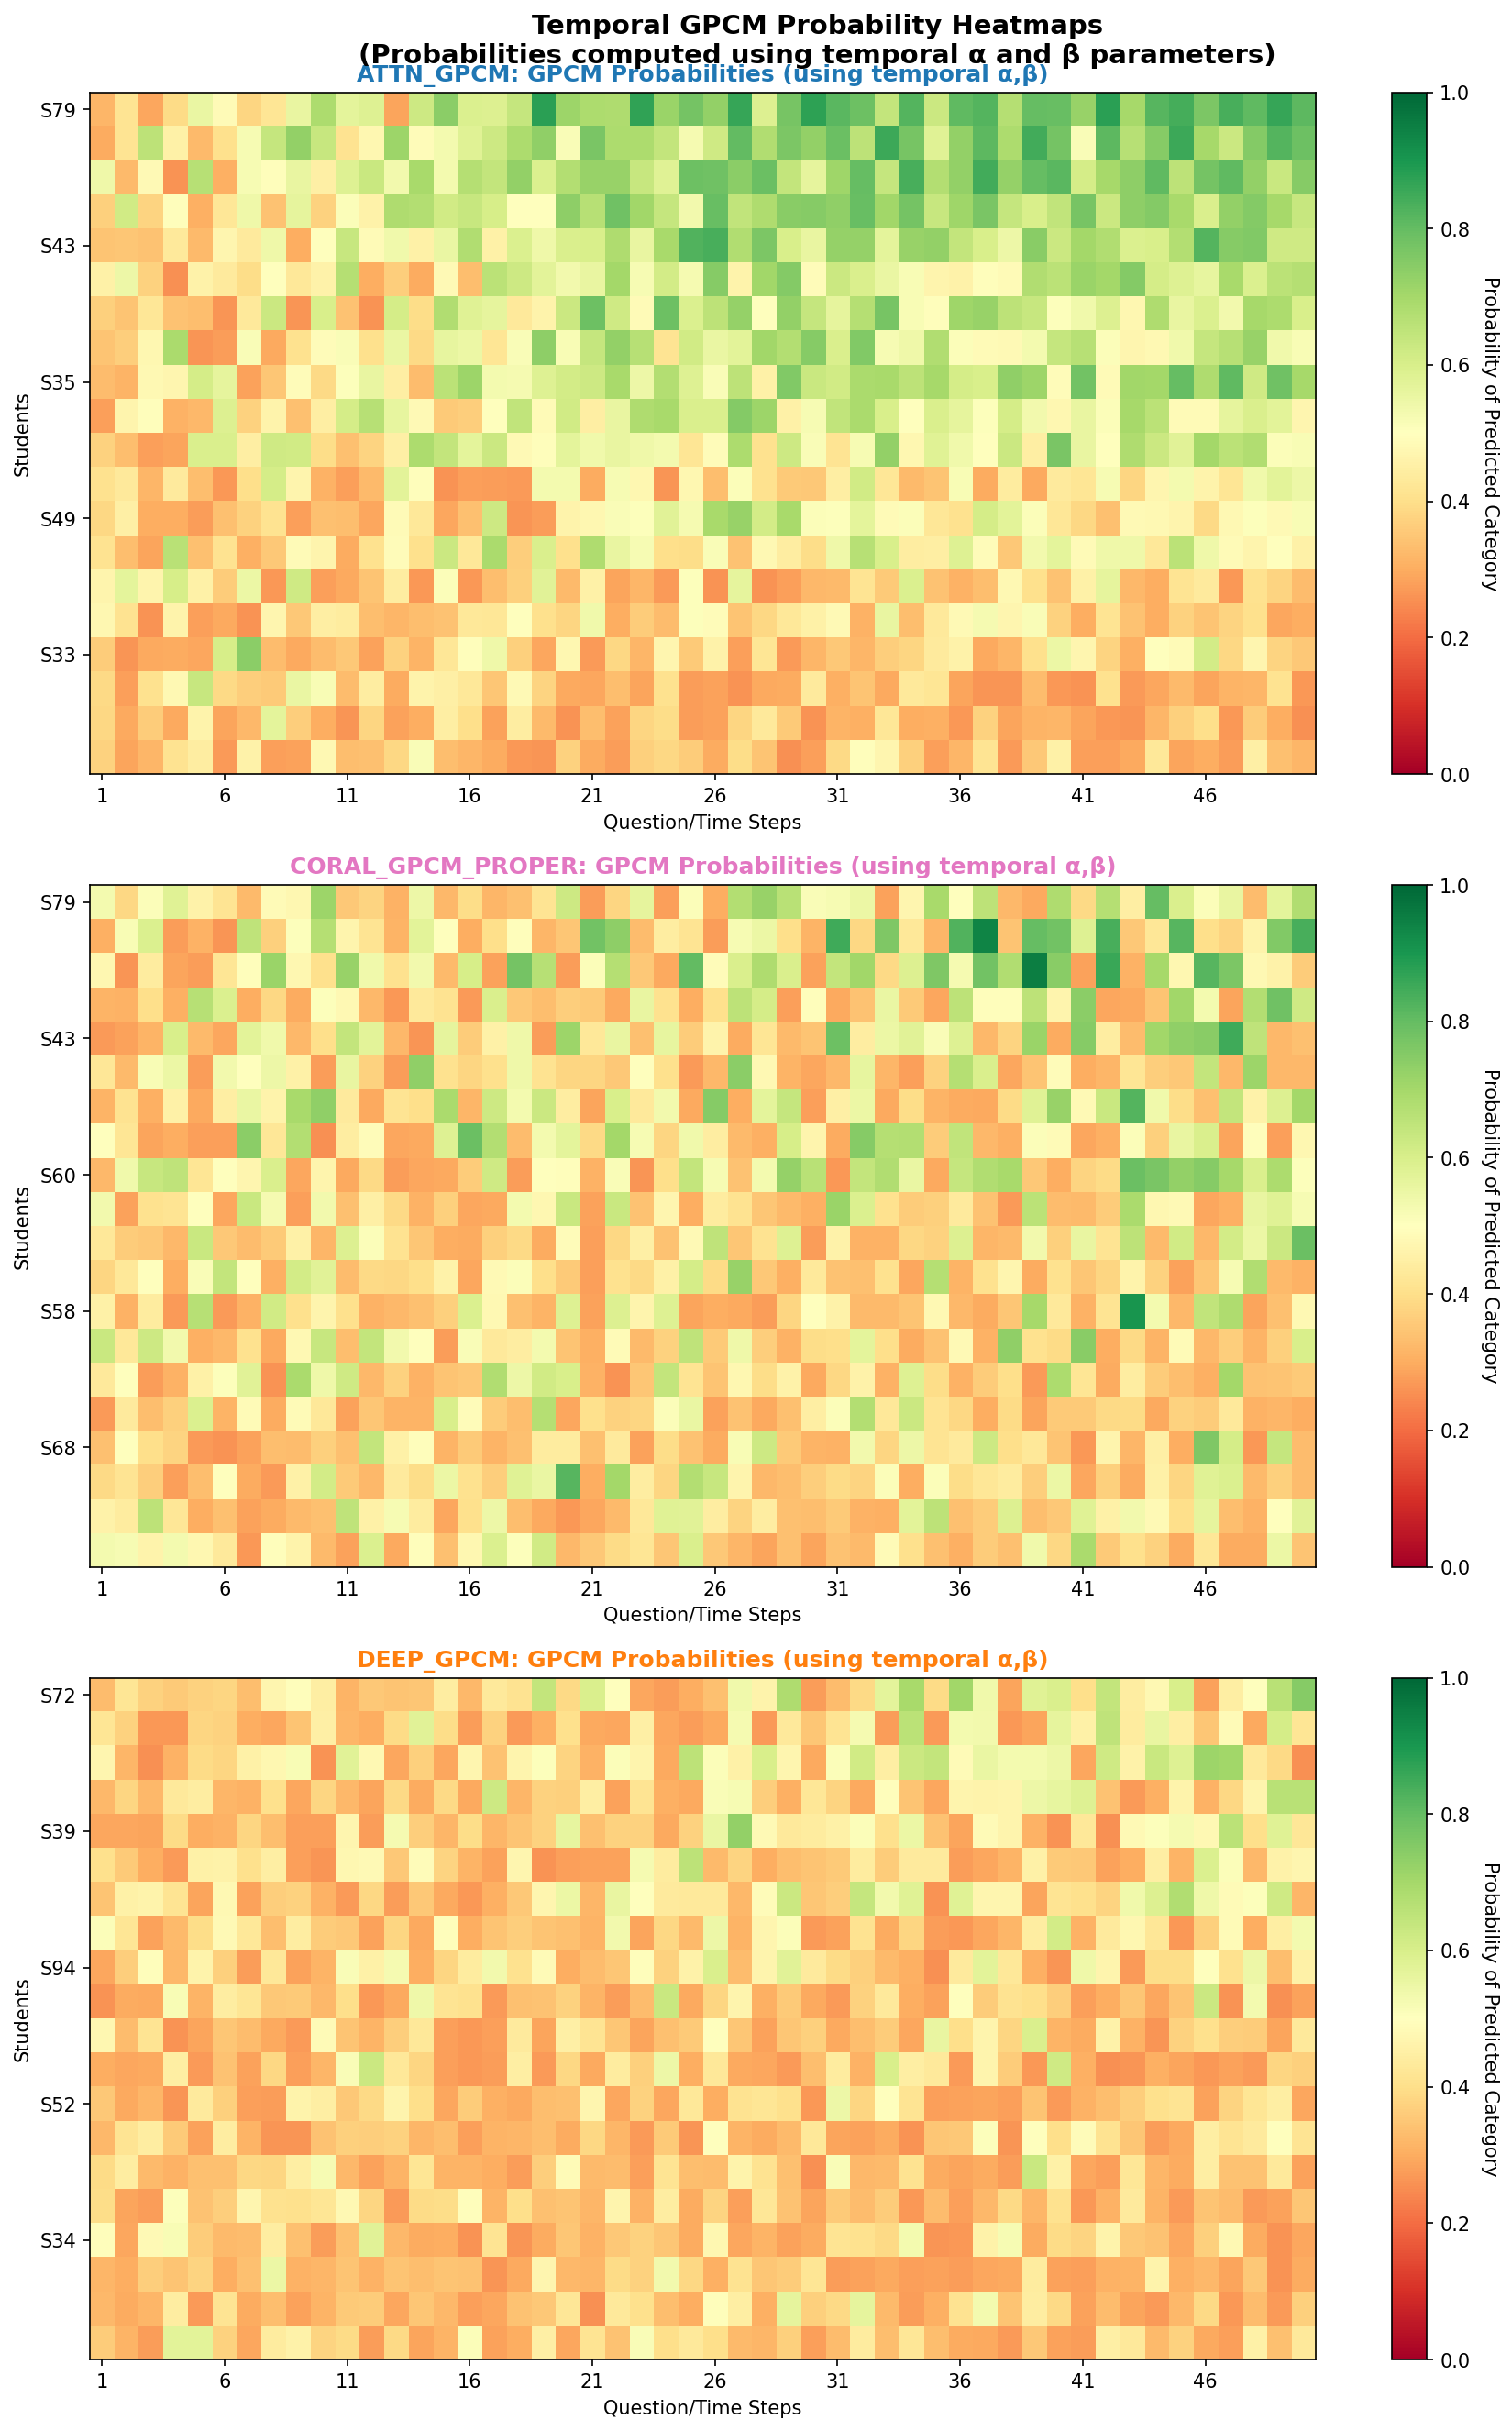 Temporal GPCM Probability Heatmaps
(Probabilities computed using temporal α and β parameters)
ATTN_GPCM: GPCM Probabilities (using temporal α,β)
Students
S79
S43
S35
S49
S33
1 6 11 16 21 26 31 36 41 46
Question/Time Steps
1.0
0.8
0.6
0.4
0.2
0.0
Probability of Predicted Category
CORAL_GPCM_PROPER: GPCM Probabilities (using temporal α,β)
Students
S79
S43
S60
S58
S68
1 6 11 16 21 26 31 36 41 46
Question/Time Steps
1.0
0.8
0.6
0.4
0.2
0.0
Probability of Predicted Category
DEEP_GPCM: GPCM Probabilities (using temporal α,β)
Students
S72
S39
S94
S52
S34
1 6 11 16 21 26 31 36 41 46
Question/Time Steps
1.0
0.8
0.6
0.4
0.2
0.0
Probability of Predicted Category